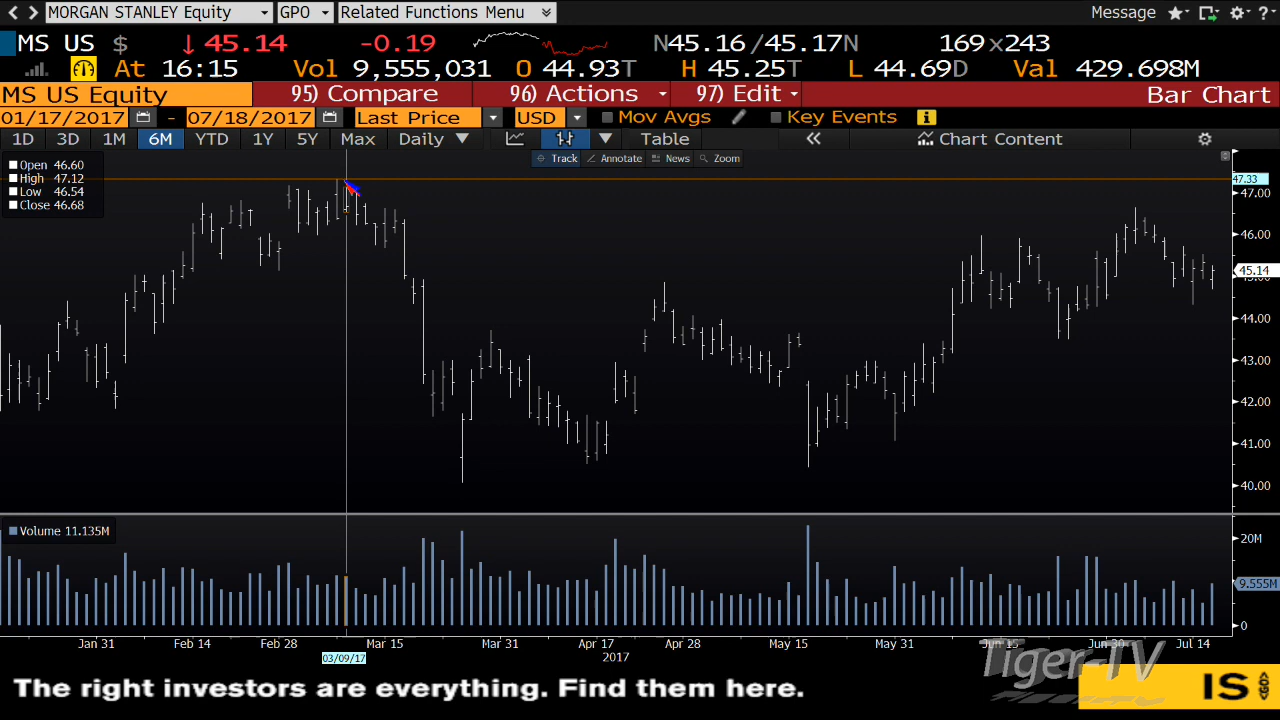 MORGAN STANLEY Equity GPO Related Functions Menu Message
MS US $ ↓ 45.14 -0.19 N45.16/45.17N 169x243
At 16:15 Vol 9,555,031 O 44.93T H 45.25T L 44.69D Val 429.698M
MS US Equity 95) Compare 96) Actions 97) Edit Bar Chart
01/17/2017 - 07/18/2017 Last Price USD Mov Avgs Key Events
1D 3D 1M 6M YTD 1Y 5Y Max Daily Table Chart Content
Track Annotate News Zoom
Open 46.60
High 47.12
Low 46.54
Close 46.68
47.33
47.00
46.00
45.14
45.00
44.00
43.00
42.00
41.00
40.00
Volume 11.135M
20M
9.555M
0
Jan 31 Feb 14 Feb 28 Mar 15 Mar 31 Apr 17 Apr 28 May 15 May 31 Jun 15 Jun 30 Jul 14
03/09/17 2017
Tiger-TV
The right investors are everything. Find them here.
IS ADVG